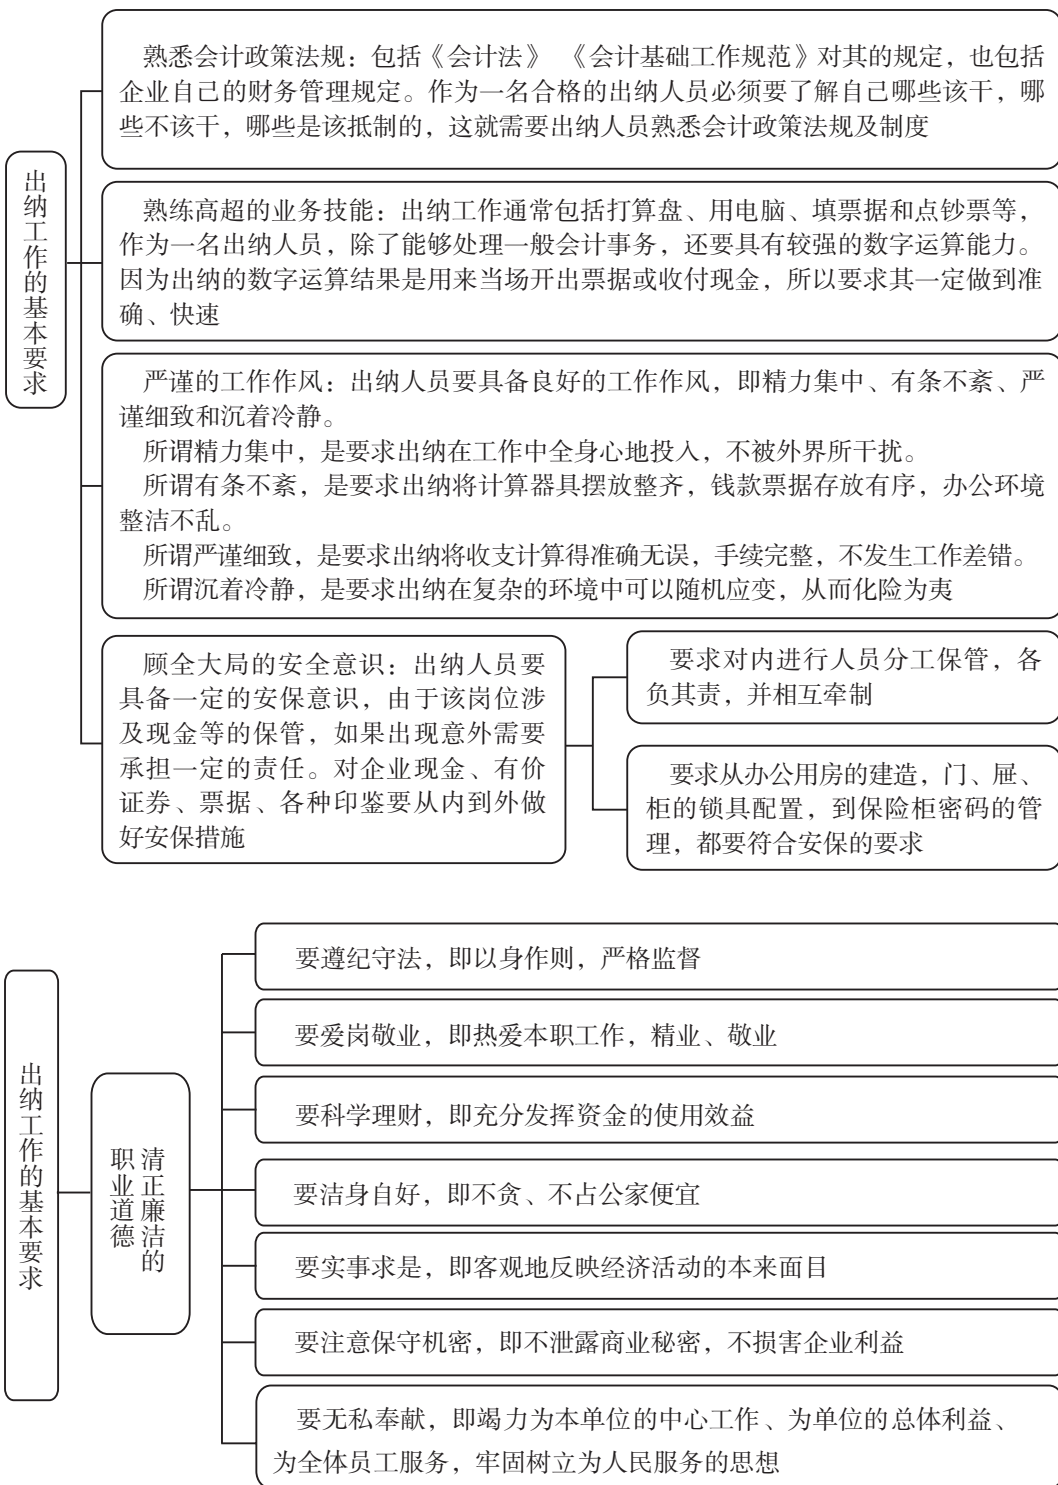 出纳工作的基本要求
熟悉会计政策法规：包括《会计法》 《会计基础工作规范》对其的规定，也包括
企业自己的财务管理规定。作为一名合格的出纳人员必须要了解自己哪些该干，哪
些不该干，哪些是该抵制的，这就需要出纳人员熟悉会计政策法规及制度
熟练高超的业务技能：出纳工作通常包括打算盘、用电脑、填票据和点钞票等，
作为一名出纳人员，除了能够处理一般会计事务，还要具有较强的数字运算能力。
因为出纳的数字运算结果是用来当场开出票据或收付现金，所以要求其一定做到准
确、快速
严谨的工作作风：出纳人员要具备良好的工作作风，即精力集中、有条不紊、严
谨细致和沉着冷静。
所谓精力集中，是要求出纳在工作中全身心地投入，不被外界所干扰。
所谓有条不紊，是要求出纳将计算器具摆放整齐，钱款票据存放有序，办公环境
整洁不乱。
所谓严谨细致，是要求出纳将收支计算得准确无误，手续完整，不发生工作差错。
所谓沉着冷静，是要求出纳在复杂的环境中可以随机应变，从而化险为夷
顾全大局的安全意识：出纳人员要
具备一定的安保意识，由于该岗位涉
及现金等的保管，如果出现意外需要
承担一定的责任。对企业现金、有价
证券、票据、各种印鉴要从内到外做
好安保措施
要求对内进行人员分工保管，各
负其责，并相互牵制
要求从办公用房的建造，门、屉、
柜的锁具配置，到保险柜密码的管
理，都要符合安保的要求
出纳工作的基本要求
清正廉洁的
职业道德
要遵纪守法，即以身作则，严格监督
要爱岗敬业，即热爱本职工作，精业、敬业
要科学理财，即充分发挥资金的使用效益
要洁身自好，即不贪、不占公家便宜
要实事求是，即客观地反映经济活动的本来面目
要注意保守机密，即不泄露商业秘密，不损害企业利益
要无私奉献，即竭力为本单位的中心工作、为单位的总体利益、
为全体员工服务，牢固树立为人民服务的思想